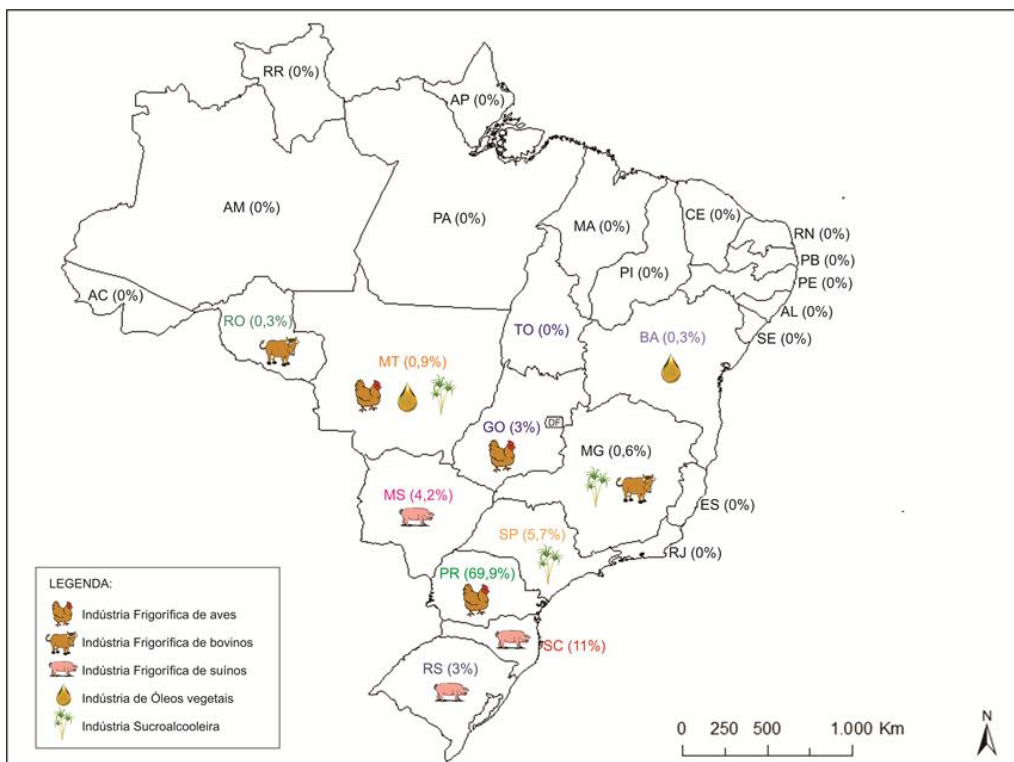 RR (0%)
AP (0%)
AM (0%)
PA (0%)
MA (0%)
CE (0%)
RN (0%)
PB (0%)
PI (0%)
PE (0%)
AC (0%)
AL (0%)
RO (0,3%)
TO (0%)
BA (0,3%)
SE (0%)
MT (0,9%)
GO (3%)
DF
MG (0,6%)
MS (4,2%)
ES (0%)
SP (5,7%)
RJ (0%)
PR (69,9%)
SC (11%)
RS (3%)
LEGENDA:
Indústria Frigorífica de aves
Indústria Frigorífica de bovinos
Indústria Frigorífica de suínos
Indústria de Óleos vegetais
Indústria Sucroalcooleira
0 250 500 1.000 Km
N